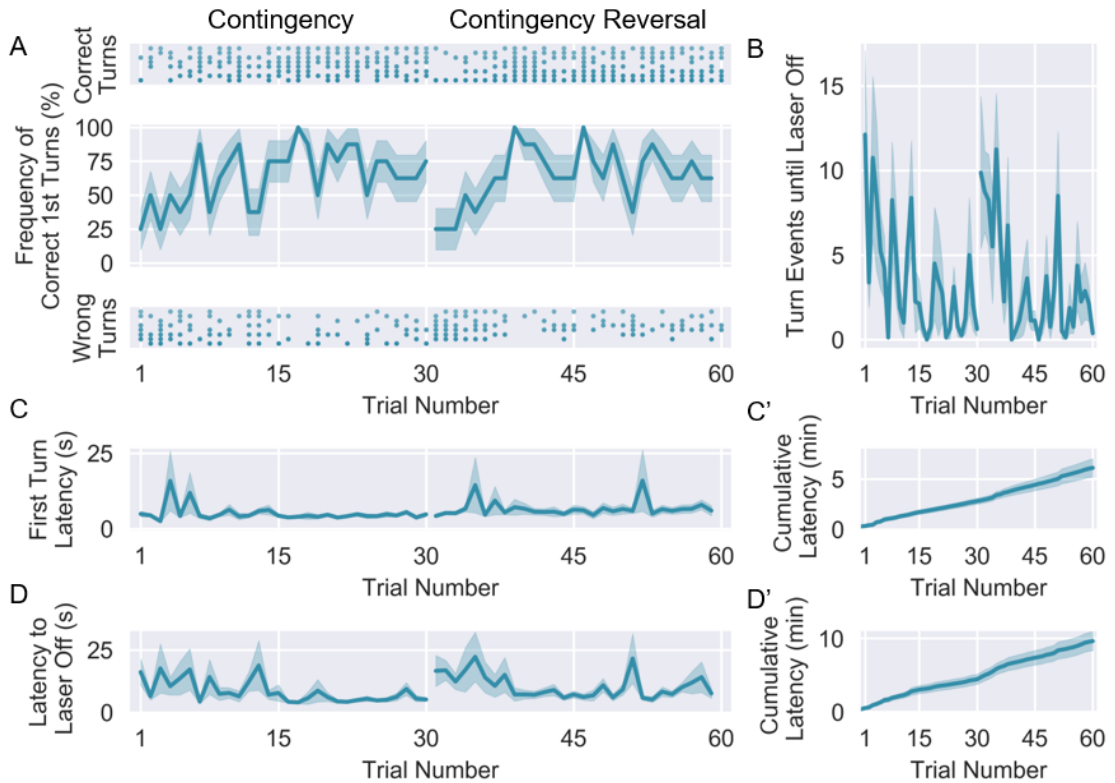 Contingency
Contingency Reversal
A
Correct
Turns
Frequency of
Correct 1st Turns (%)
100
75
50
25
0
Wrong
Turns
1
15
30
45
60
Trial Number
B
Turn Events until Laser Off
15
10
5
0
1
15
30
45
60
Trial Number
C
First Turn
Latency (s)
25
0
1
15
30
45
60
Trial Number
C’
Cumulative
Latency (min)
5
0
1
15
30
45
60
Trial Number
D
Latency to
Laser Off (s)
25
0
1
15
30
45
60
Trial Number
D’
Cumulative
Latency (min)
10
0
1
15
30
45
60
Trial Number